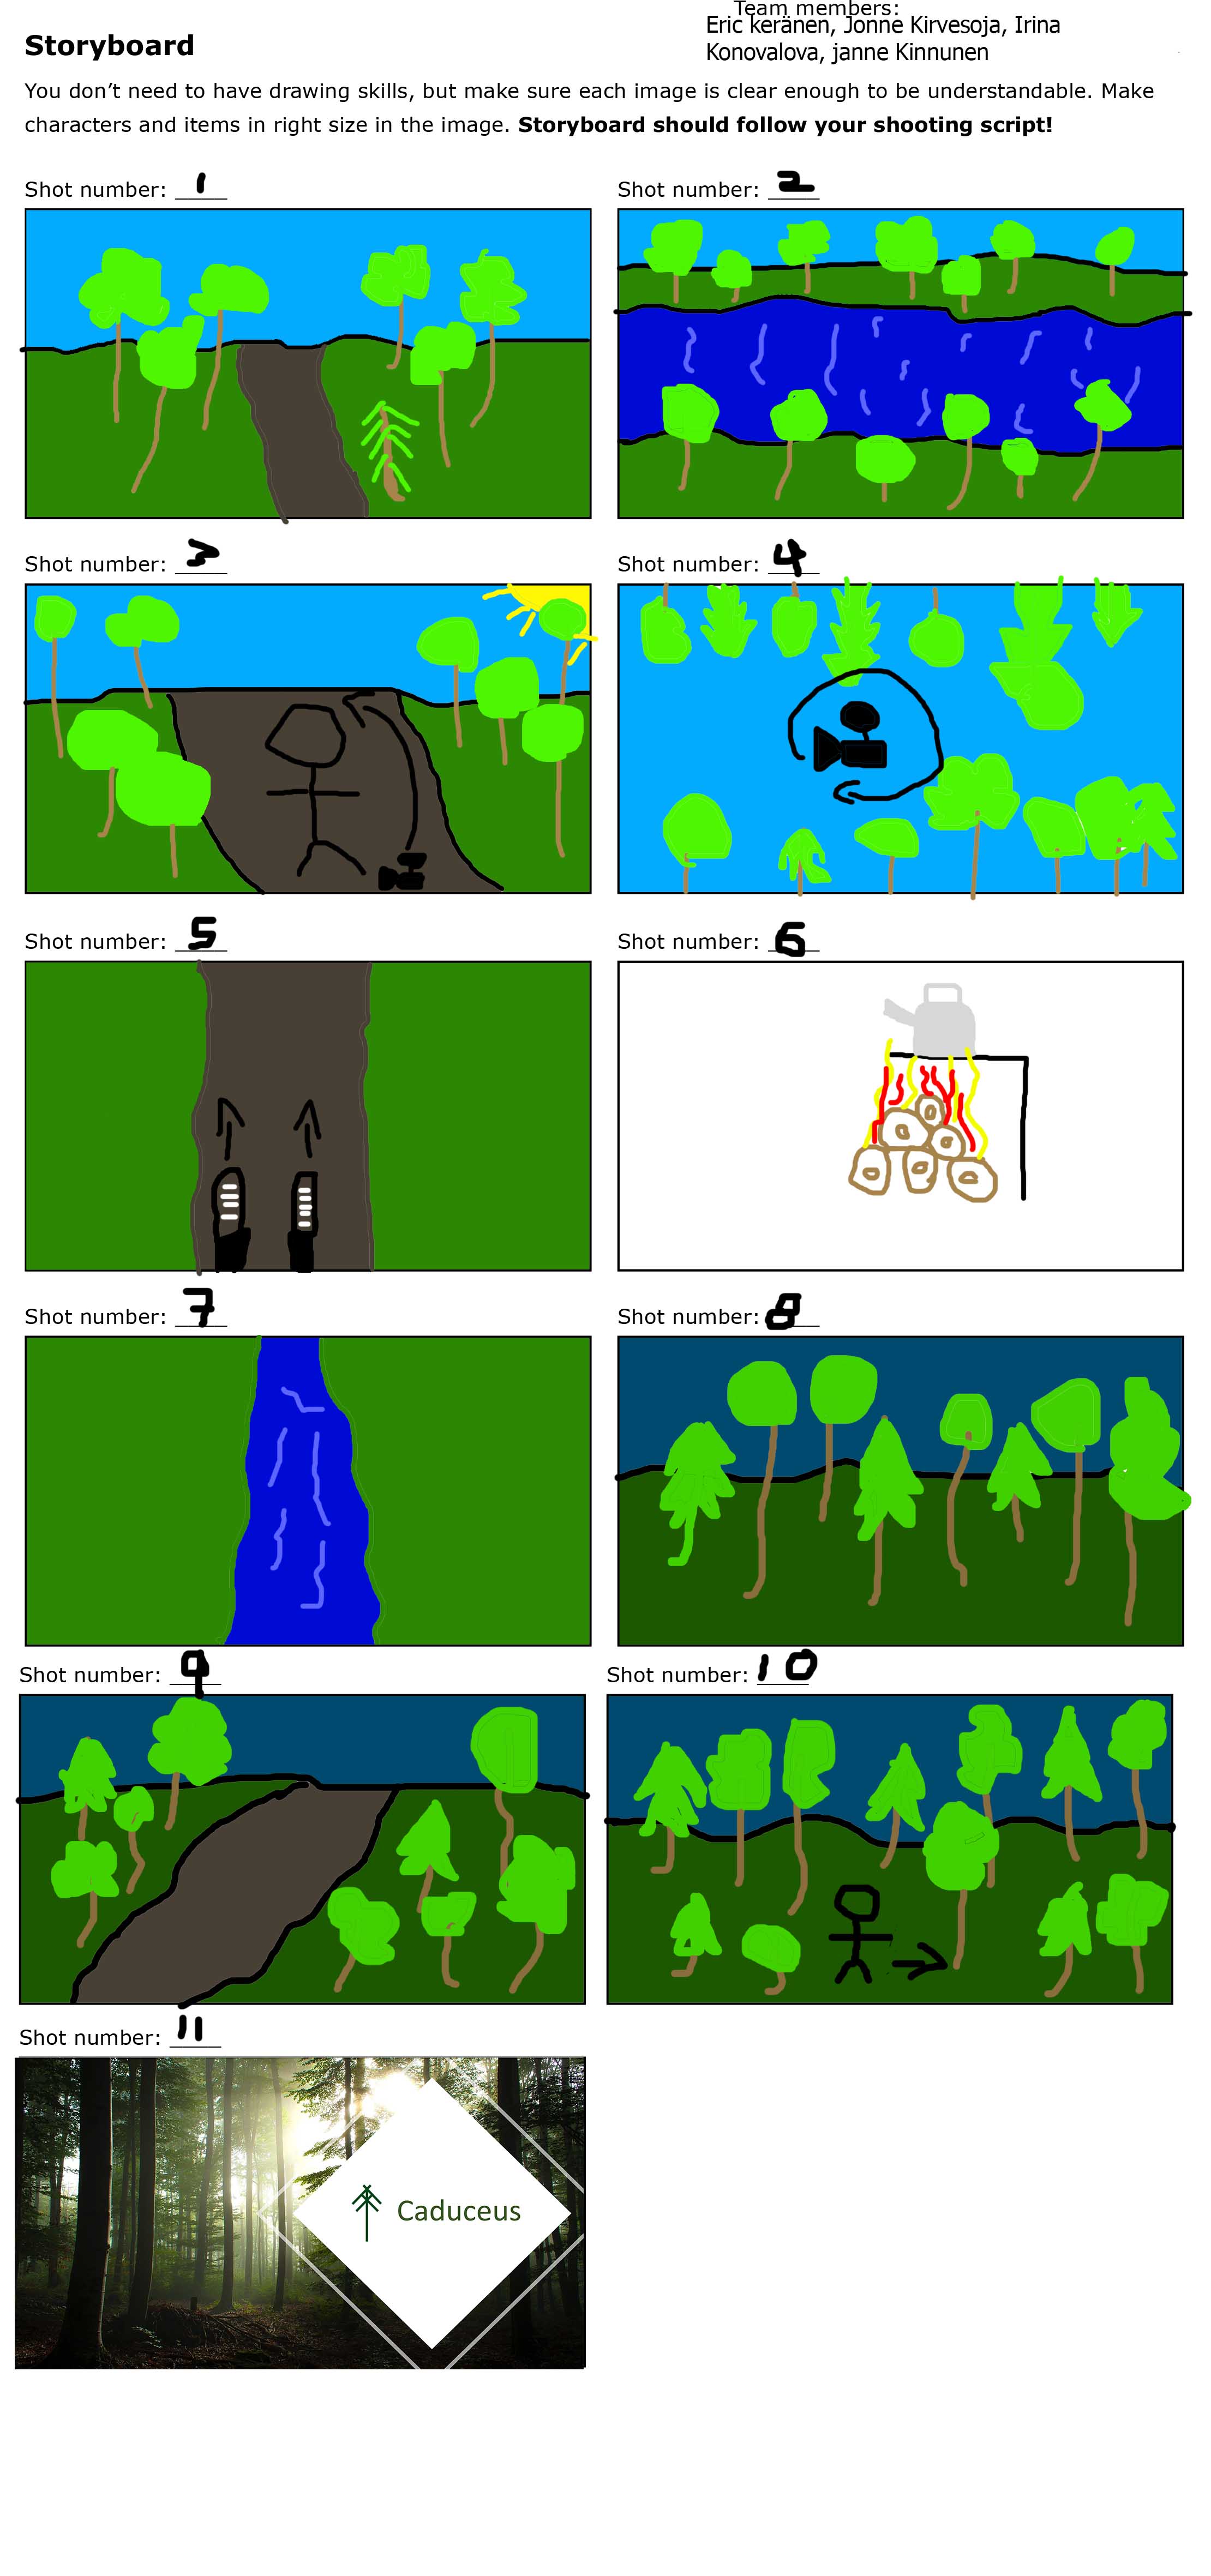 Team members:
Eric keränen, Jonne Kirvesoja, Irina
Konovalova, janne Kinnunen
Storyboard
You don’t need to have drawing skills, but make sure each image is clear enough to be understandable. Make
characters and items in right size in the image. Storyboard should follow your shooting script!
Shot number: 1
Shot number: 2
Shot number: 3
Shot number: 4
Shot number: 5
Shot number: 6
Shot number: 7
Shot number: 8
Shot number: 9
Shot number: 10
Shot number: 11
Caduceus